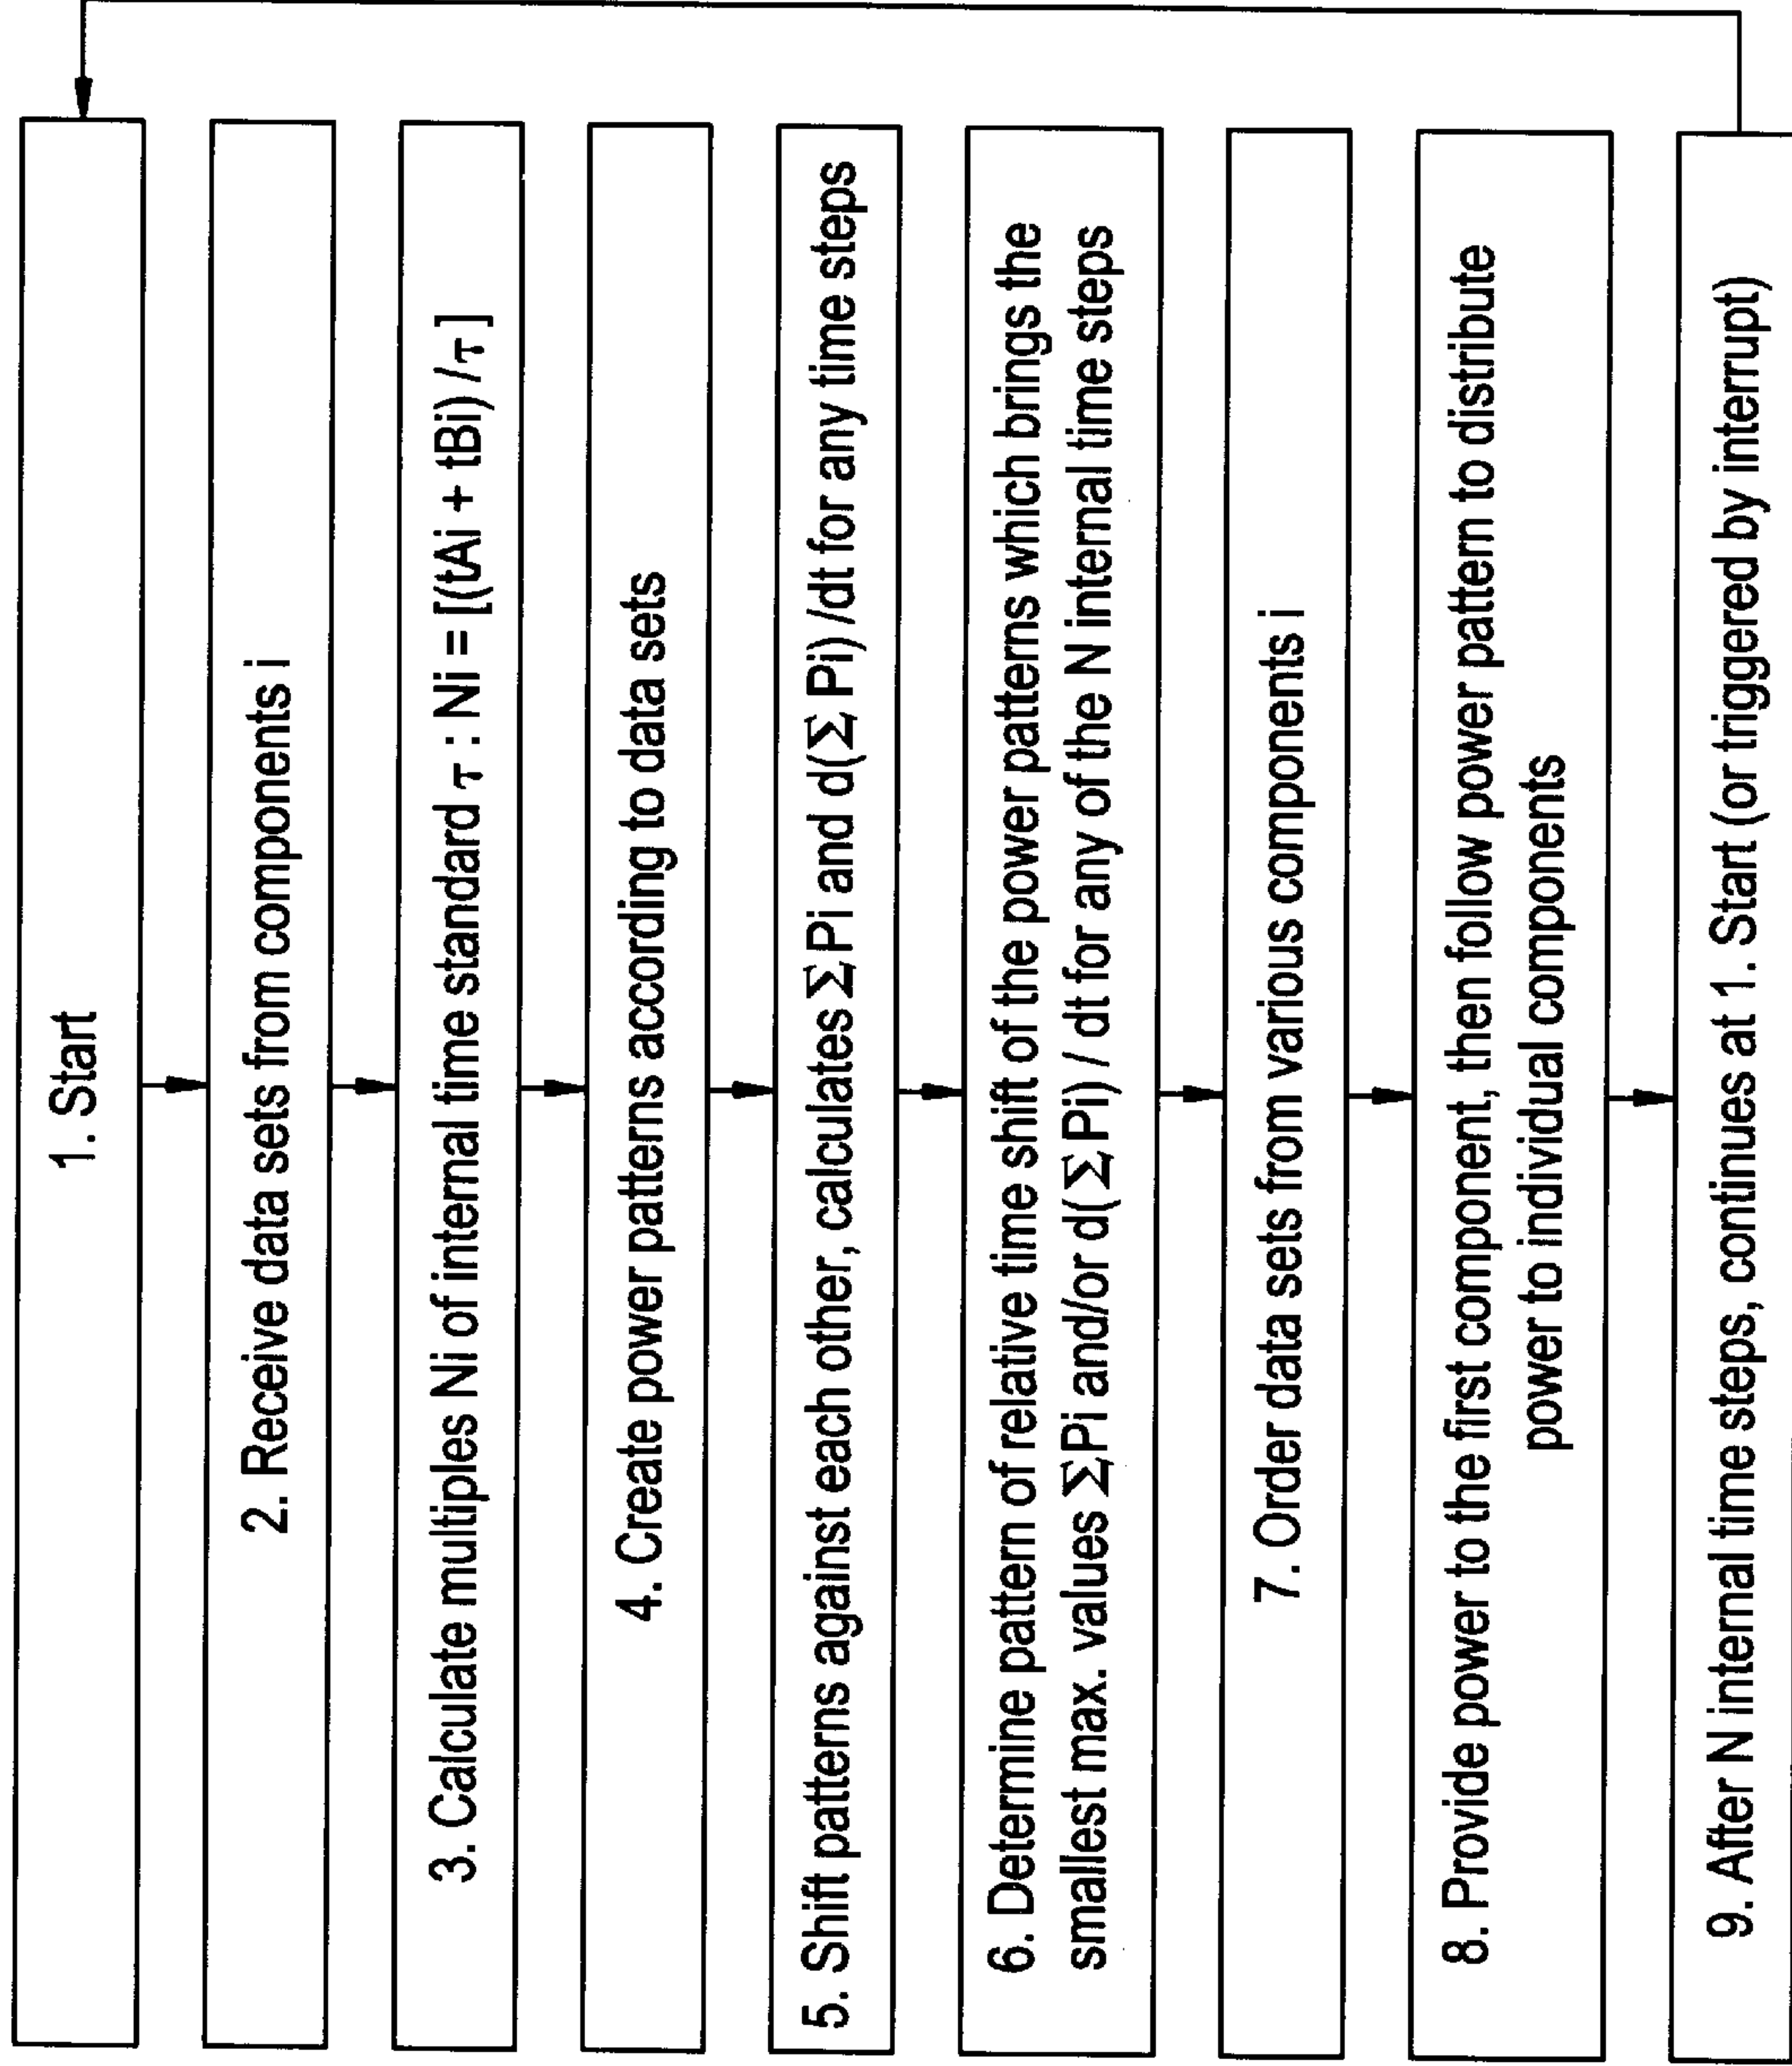 1. Start
2. Receive data sets from components i
3. Calculate multiples Ni of internal time standard τ : Ni = [(tAi + tBi) / τ ]
4. Create power patterns according to data sets
5. Shift patterns against each other, calculates ∑ Pi and d(∑ Pi) /dt for any time steps
6. Determine pattern of relative time shift of the power patterns which brings the
smallest max. values ∑Pi and/or d(∑Pi) / dt for any of the N internal time steps
7. Order data sets from various components i
8. Provide power to the first component, then follow power pattern to distribute
power to individual components
9. After N internal time steps, continues at 1. Start (or triggered by interrupt)